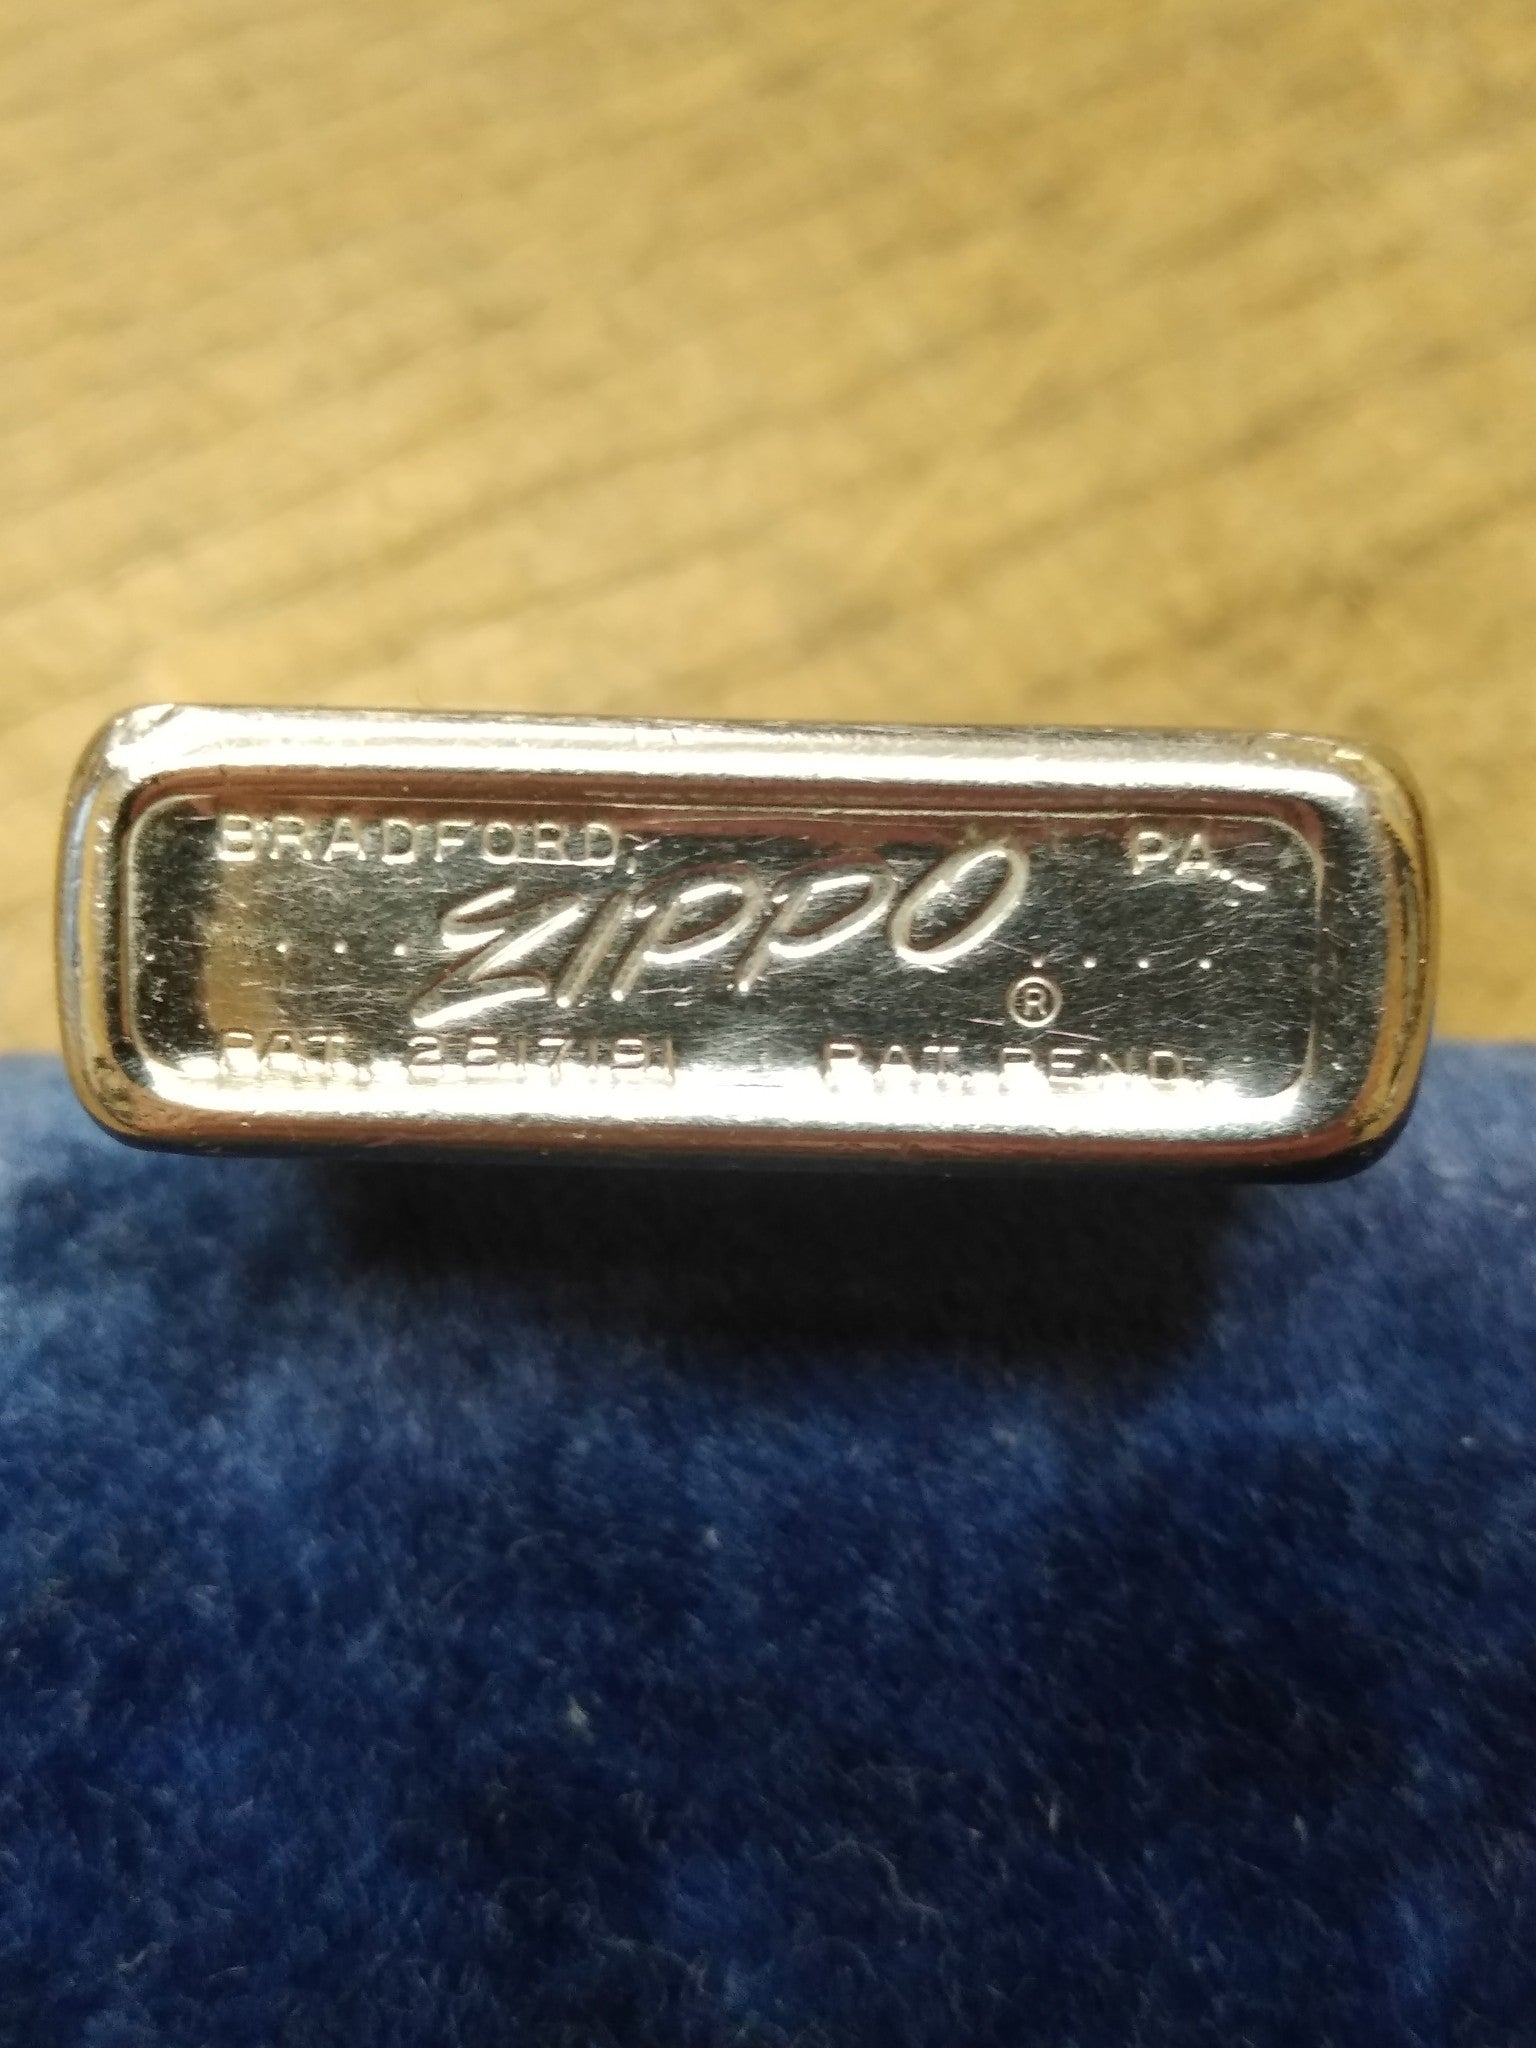 BRADFORD, PA.
.... ZIPPO ....
®
PAT. 2517191 PAT. PEND.